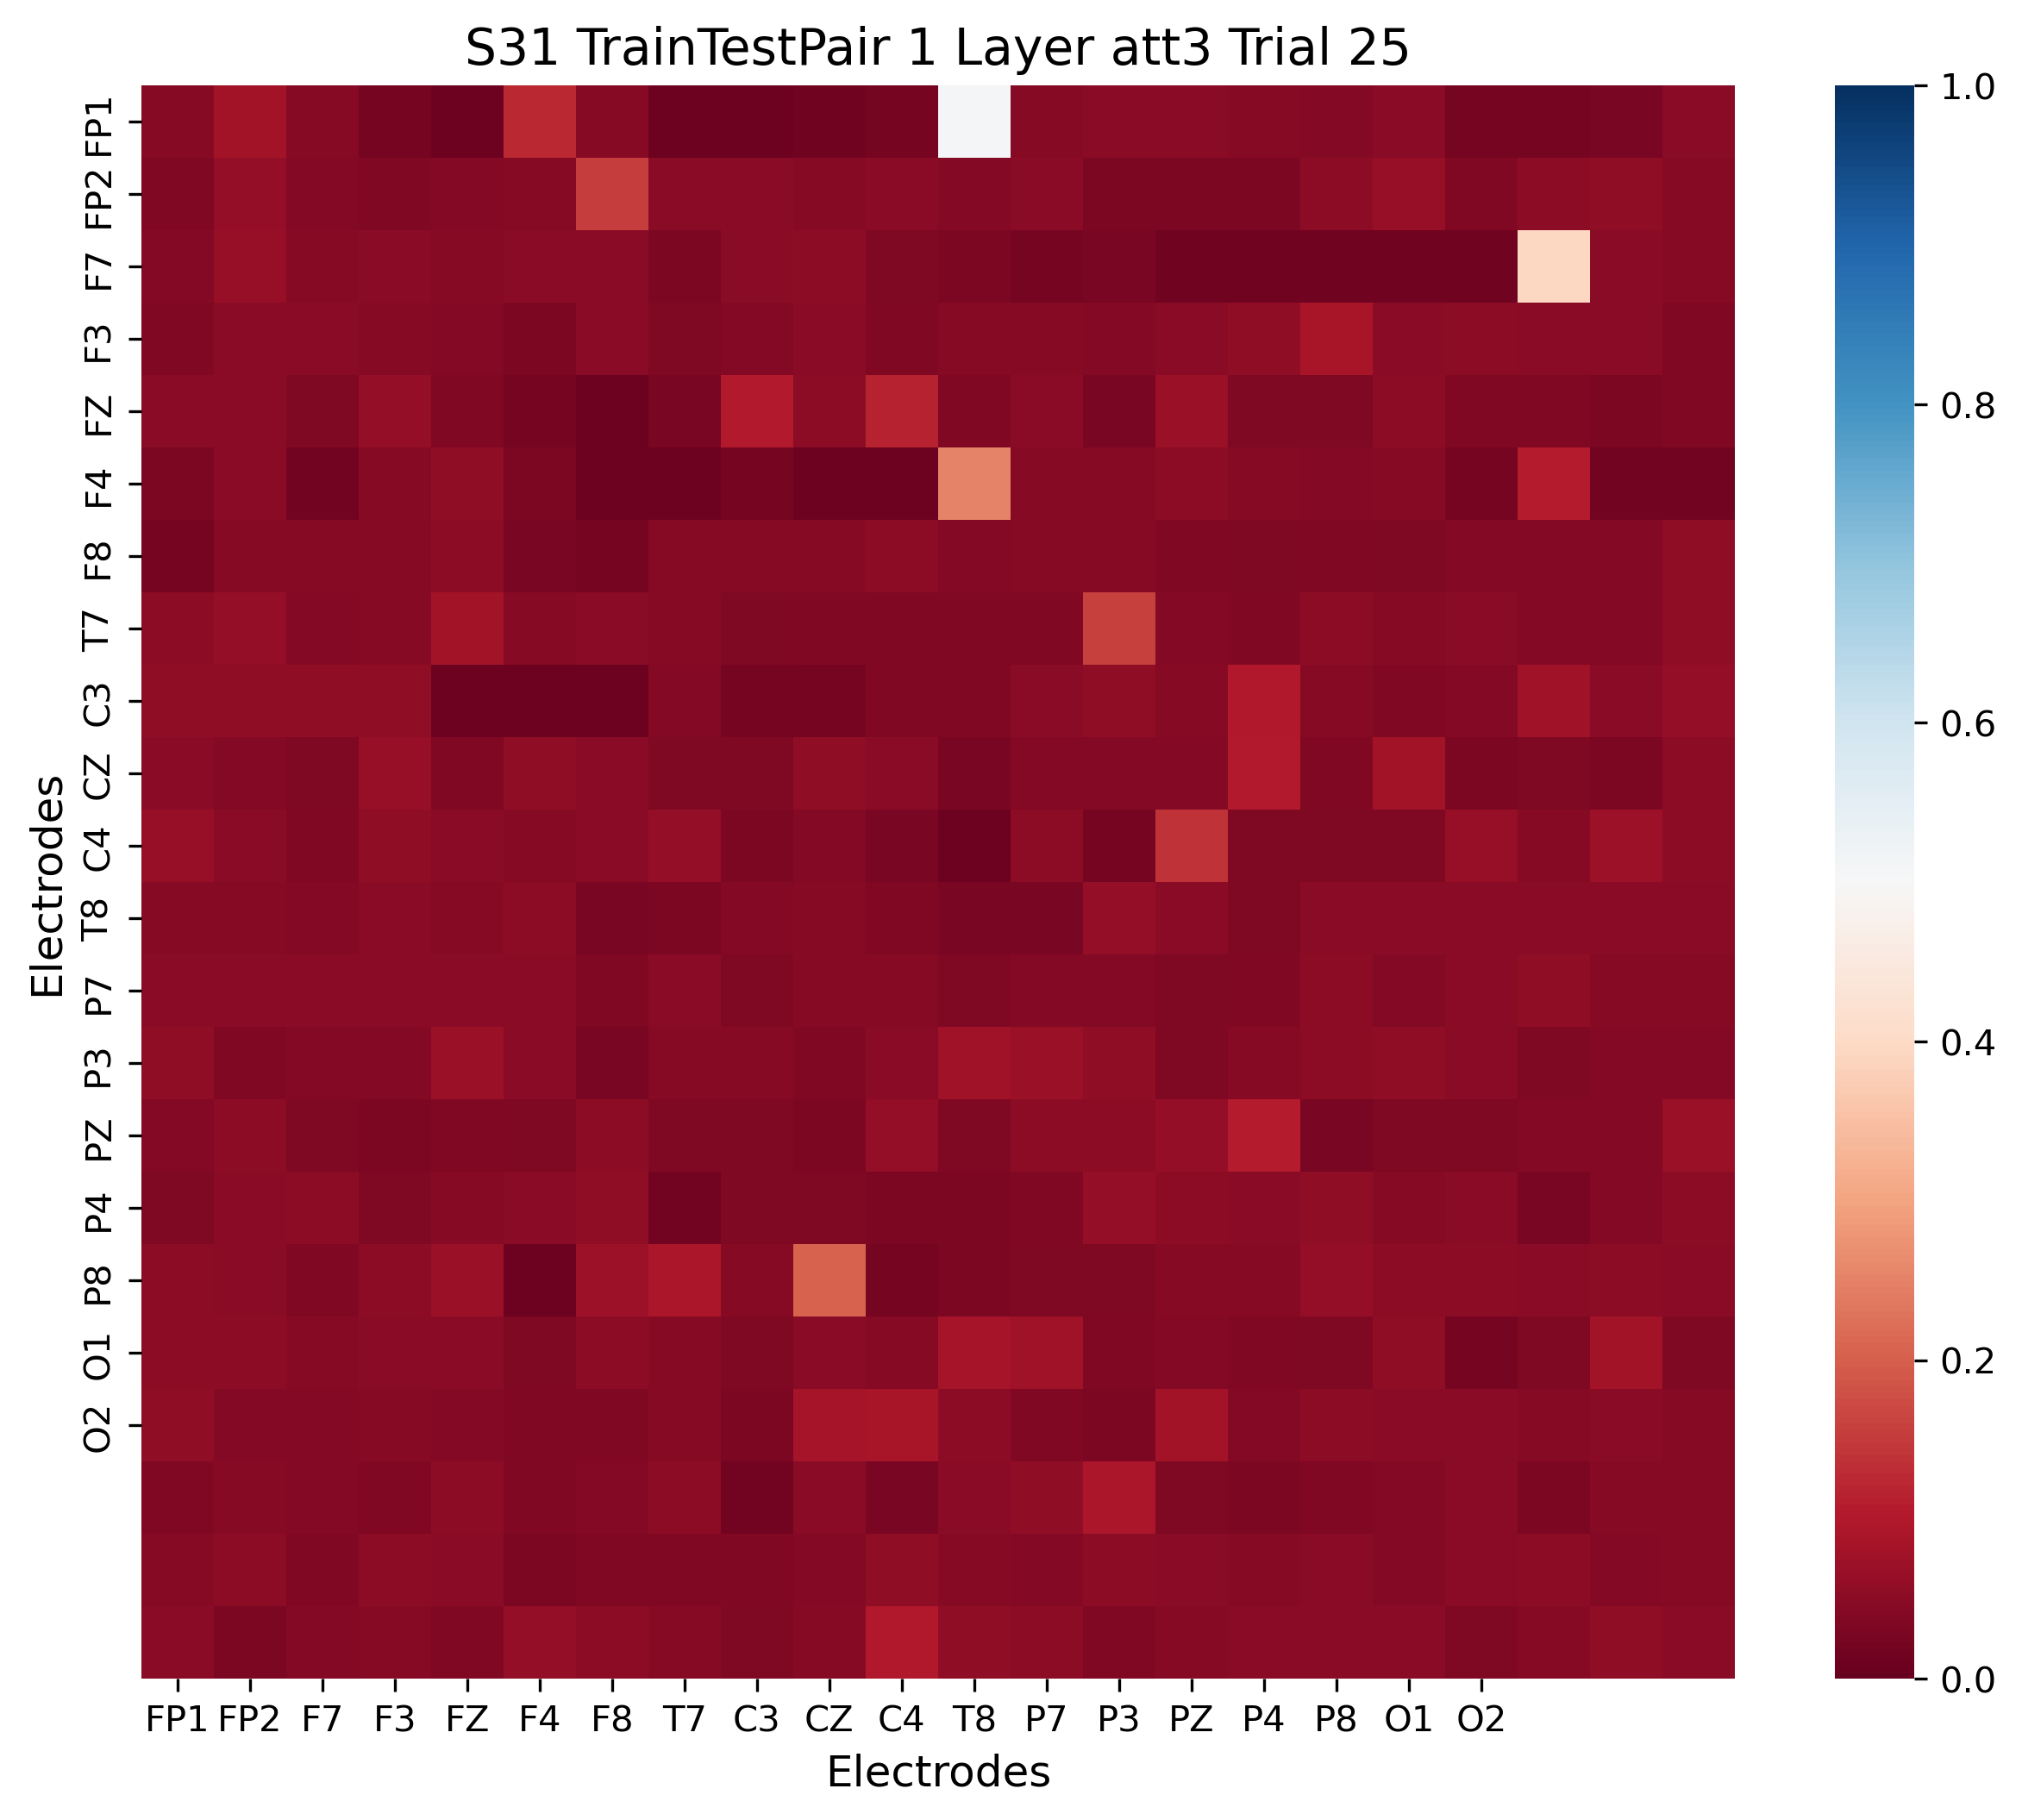 S31 TrainTestPair 1 Layer att3 Trial 25
Electrodes
FP1
FP2
F7
F3
FZ
F4
F8
T7
C3
CZ
C4
T8
P7
P3
PZ
P4
P8
O1
O2
FP1 FP2 F7 F3 FZ F4 F8 T7 C3 CZ C4 T8 P7 P3 PZ P4 P8 O1 O2
Electrodes
1.0
0.8
0.6
0.4
0.2
0.0